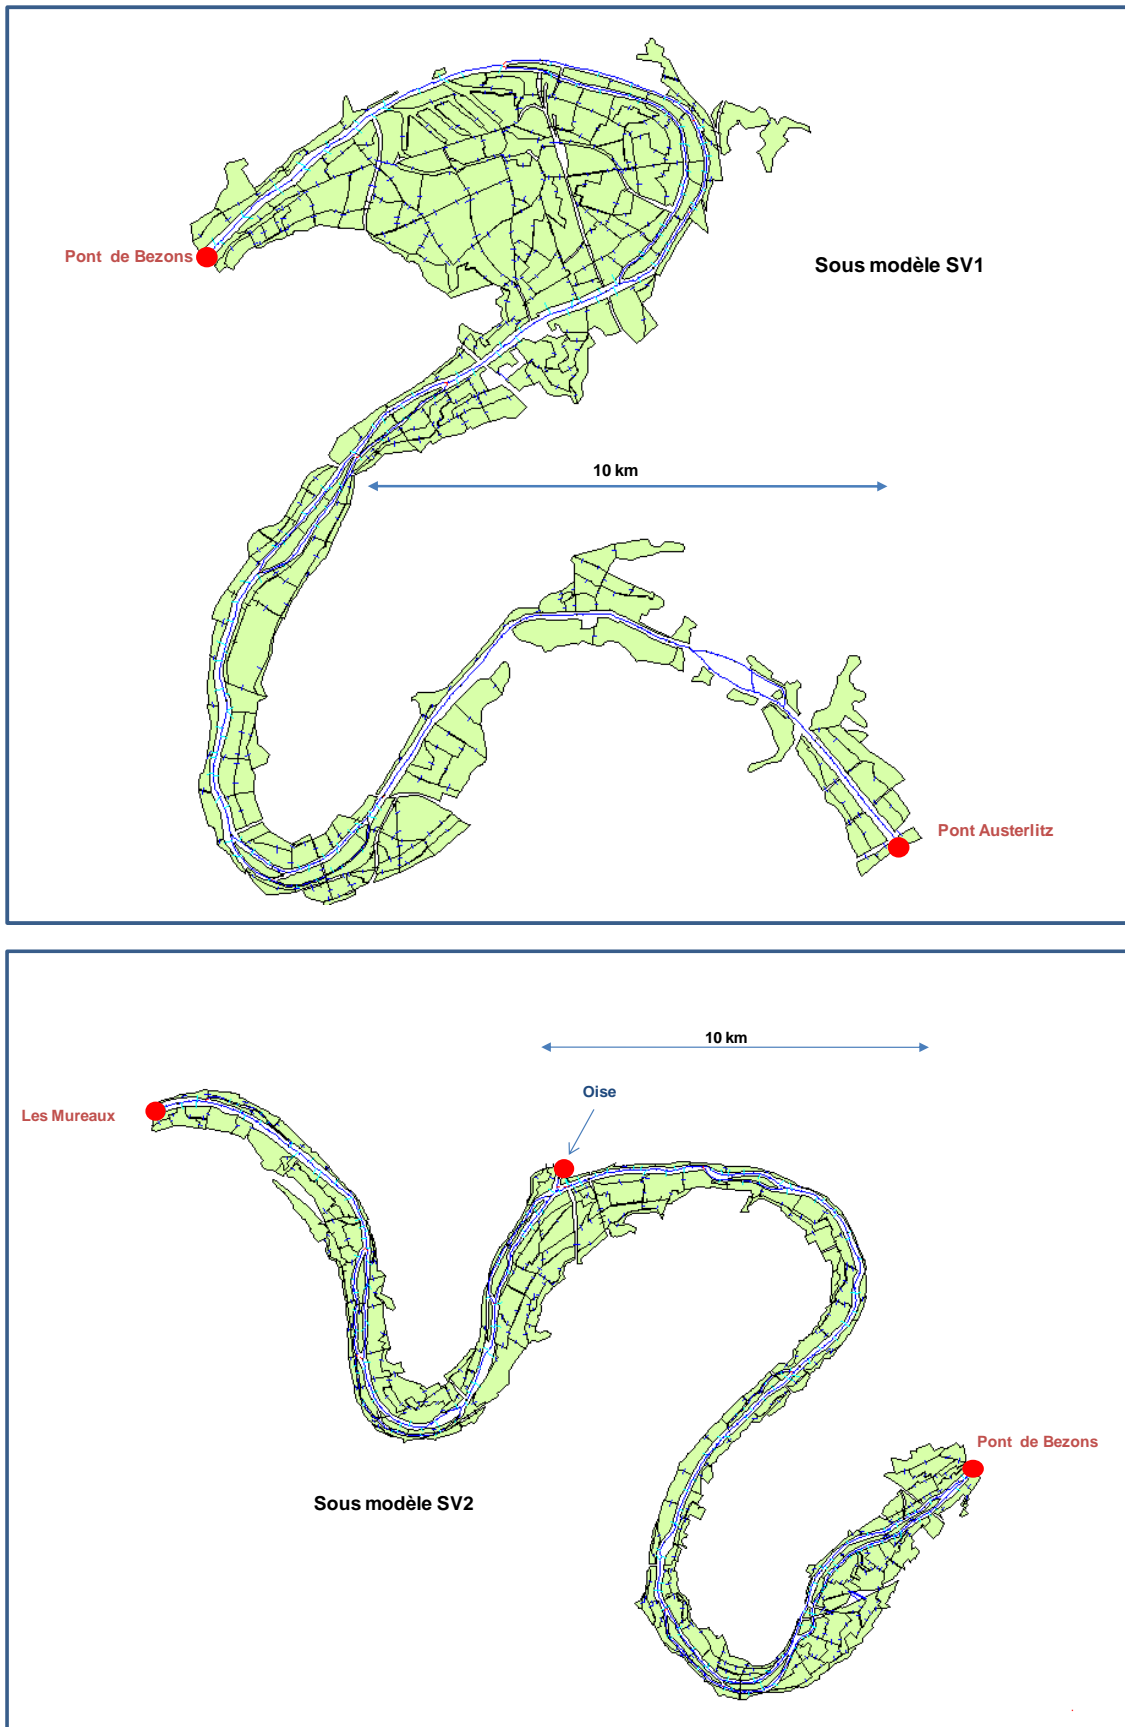 Pont de Bezons
Sous modèle SV1
10 km
Pont Austerlitz
10 km
Oise
Les Mureaux
Pont de Bezons
Sous modèle SV2